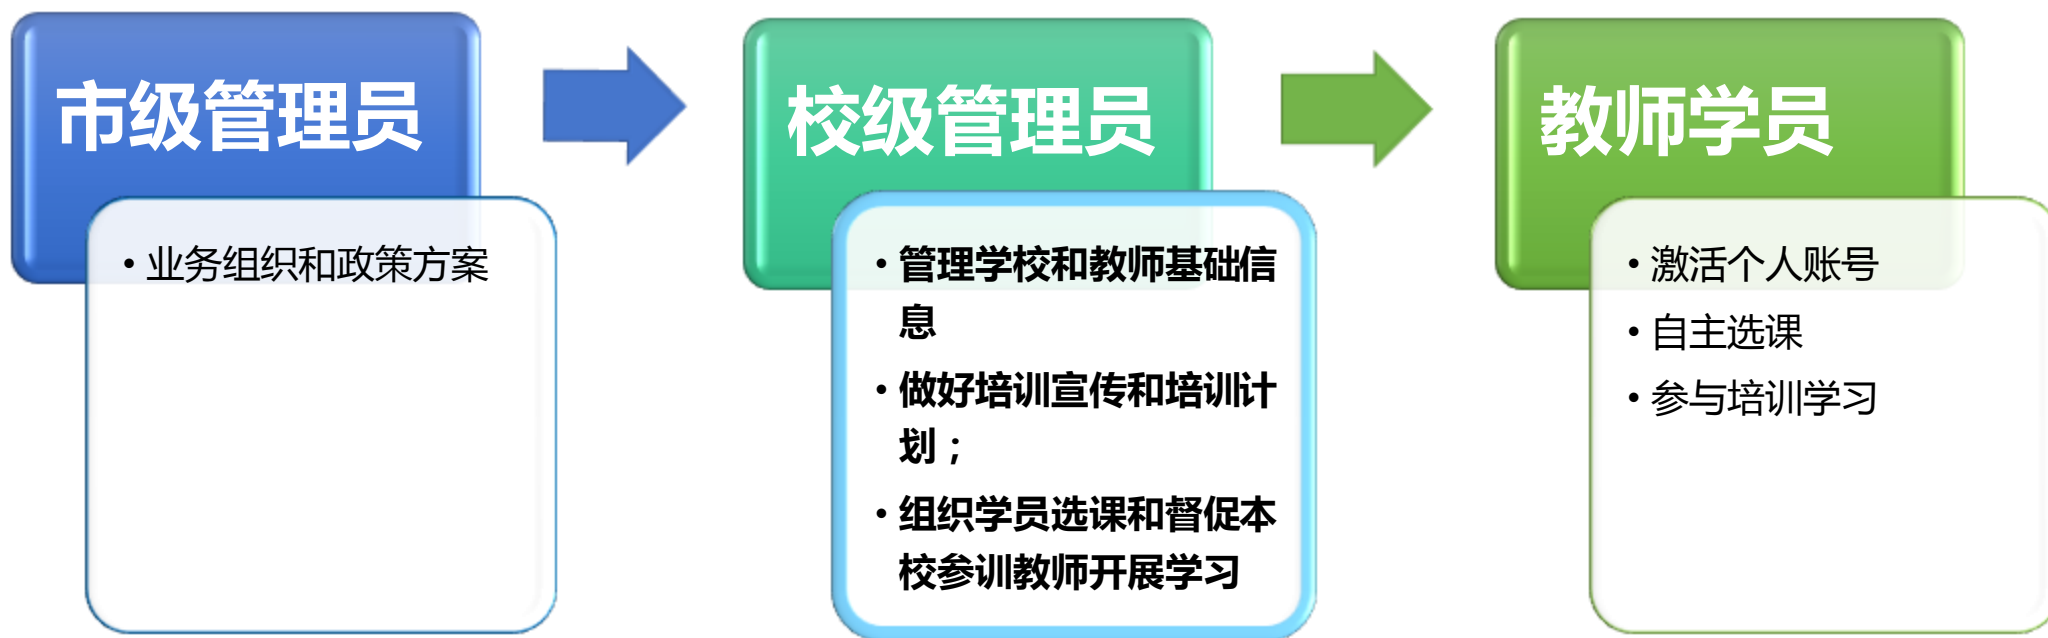 市级管理员
• 业务组织和政策方案
校级管理员
• 管理学校和教师基础信
息
• 做好培训宣传和培训计
划；
• 组织学员选课和督促本
校参训教师开展学习
教师学员
• 激活个人账号
• 自主选课
• 参与培训学习